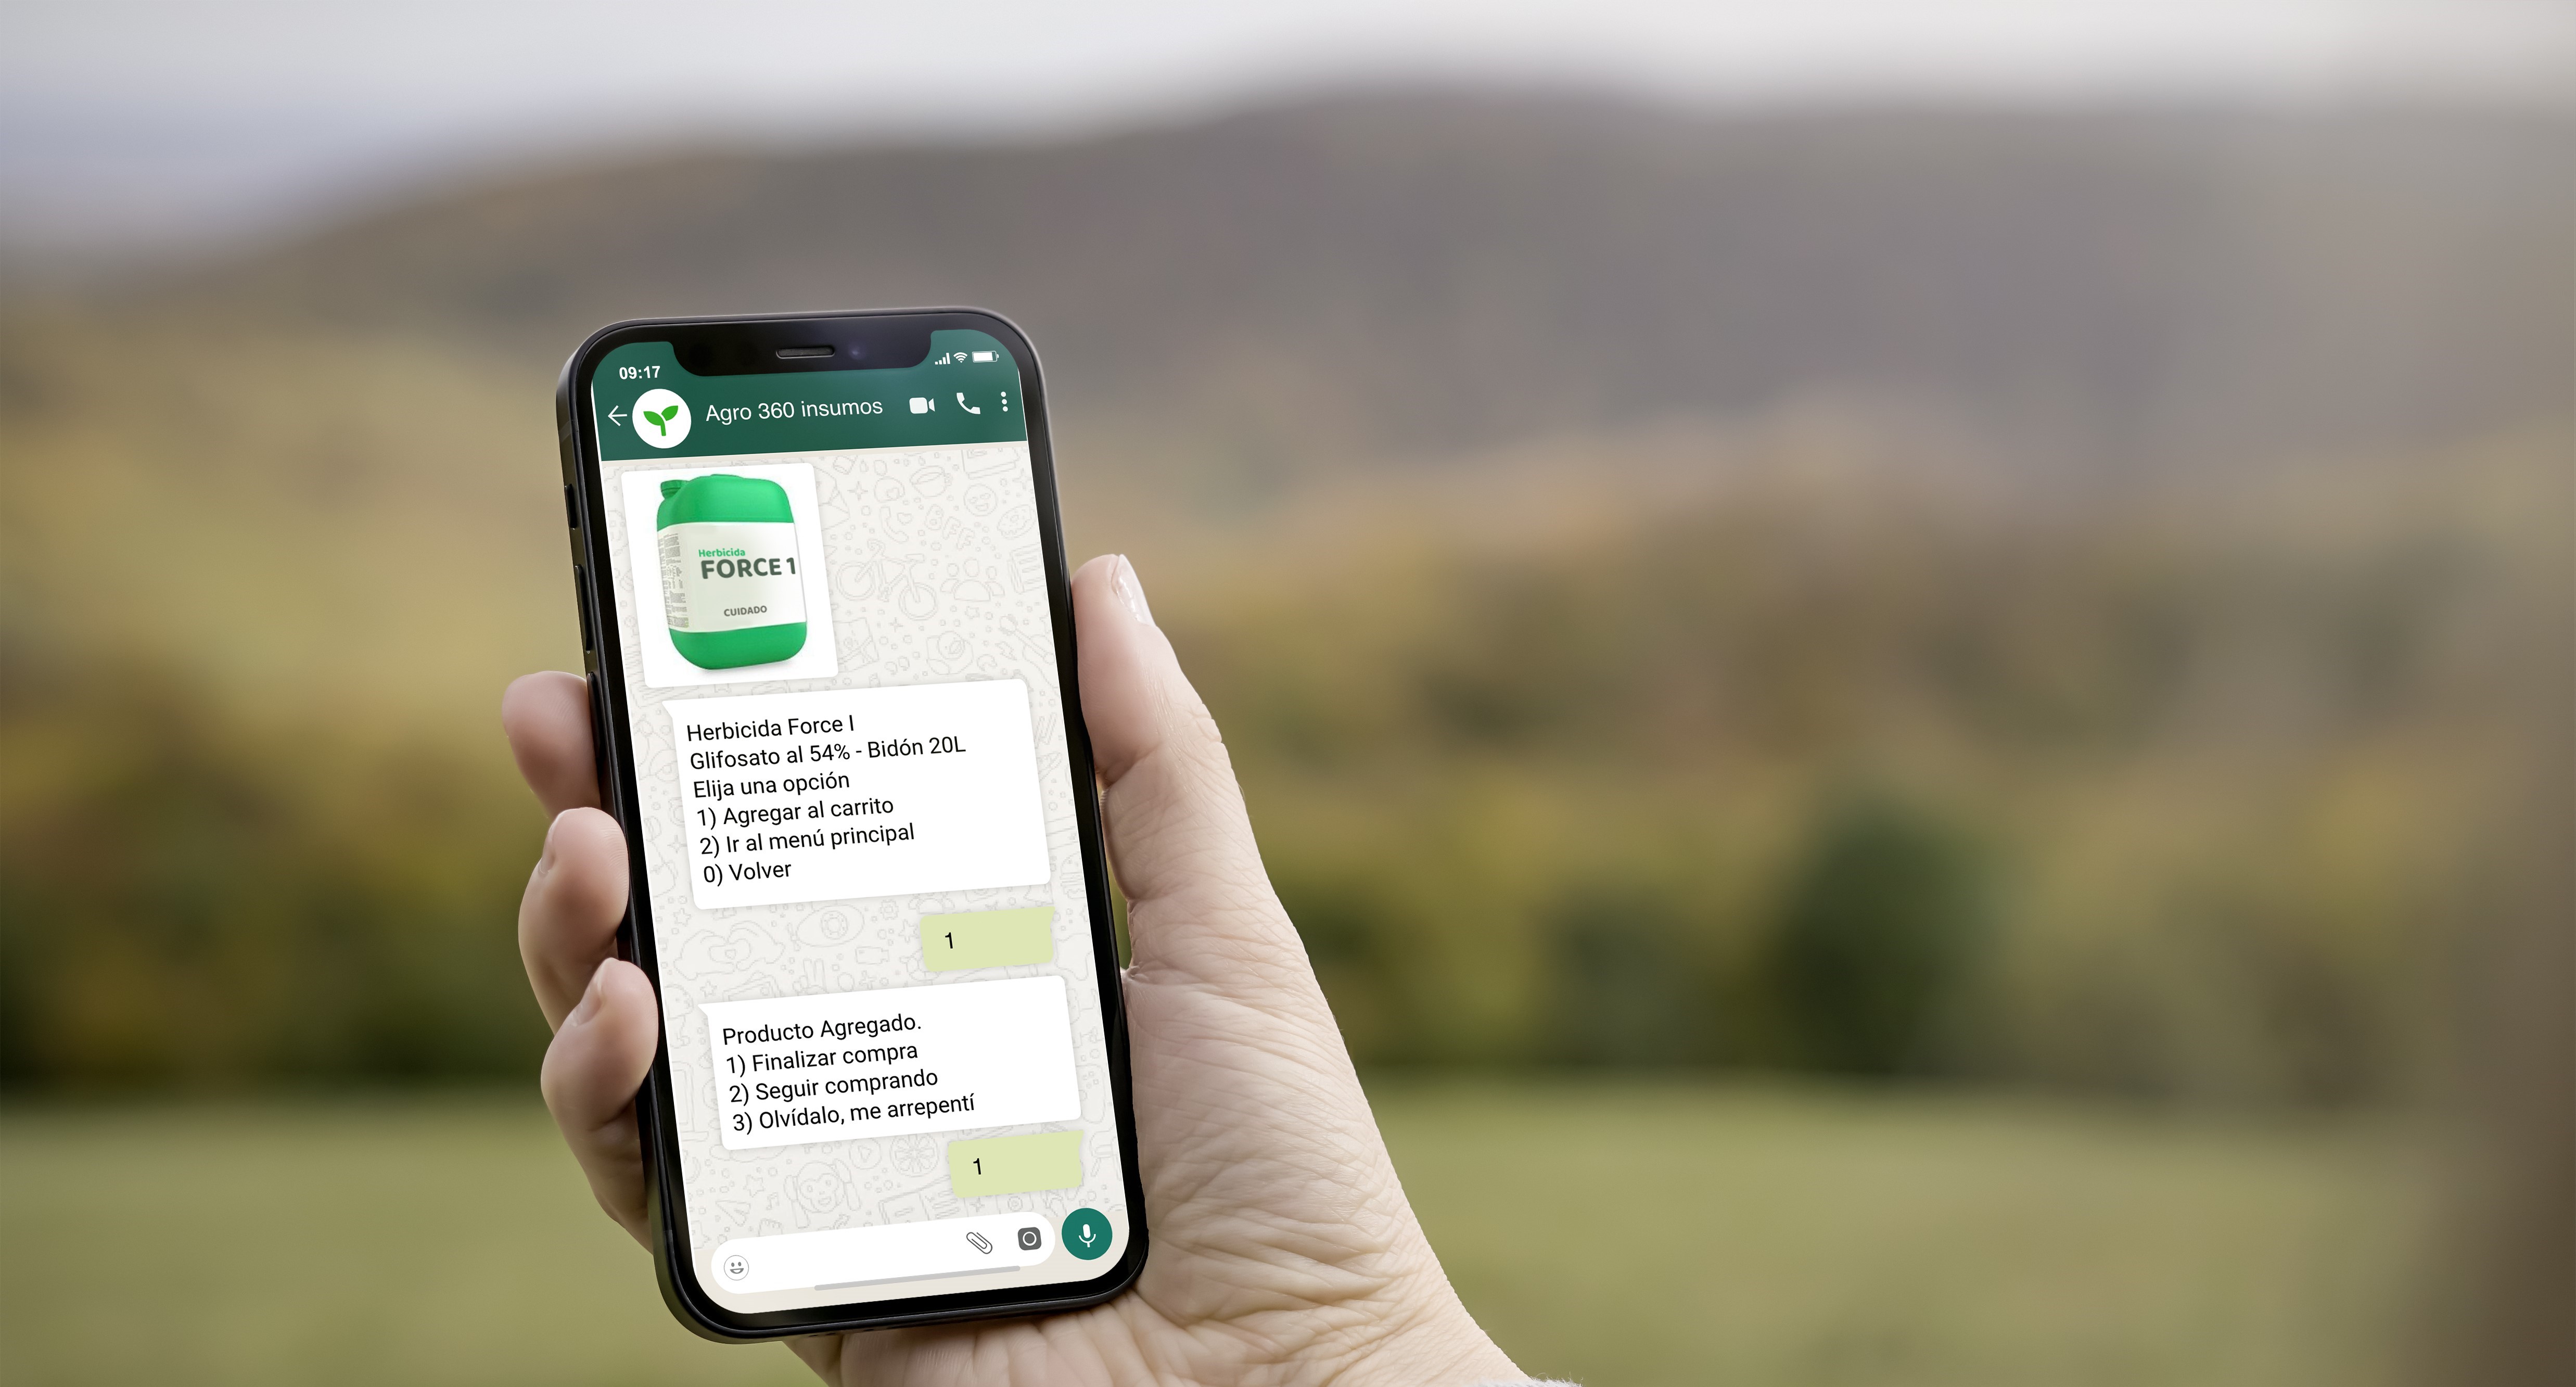 09:17
Agro 360 insumos
Herbicida
FORCE 1
CUIDADO
Herbicida Force I
Glifosato al 54% - Bidón 20L
Elija una opción
1) Agregar al carrito
2) Ir al menú principal
0) Volver
1
Producto Agregado.
1) Finalizar compra
2) Seguir comprando
3) Olvídalo, me arrepentí
1